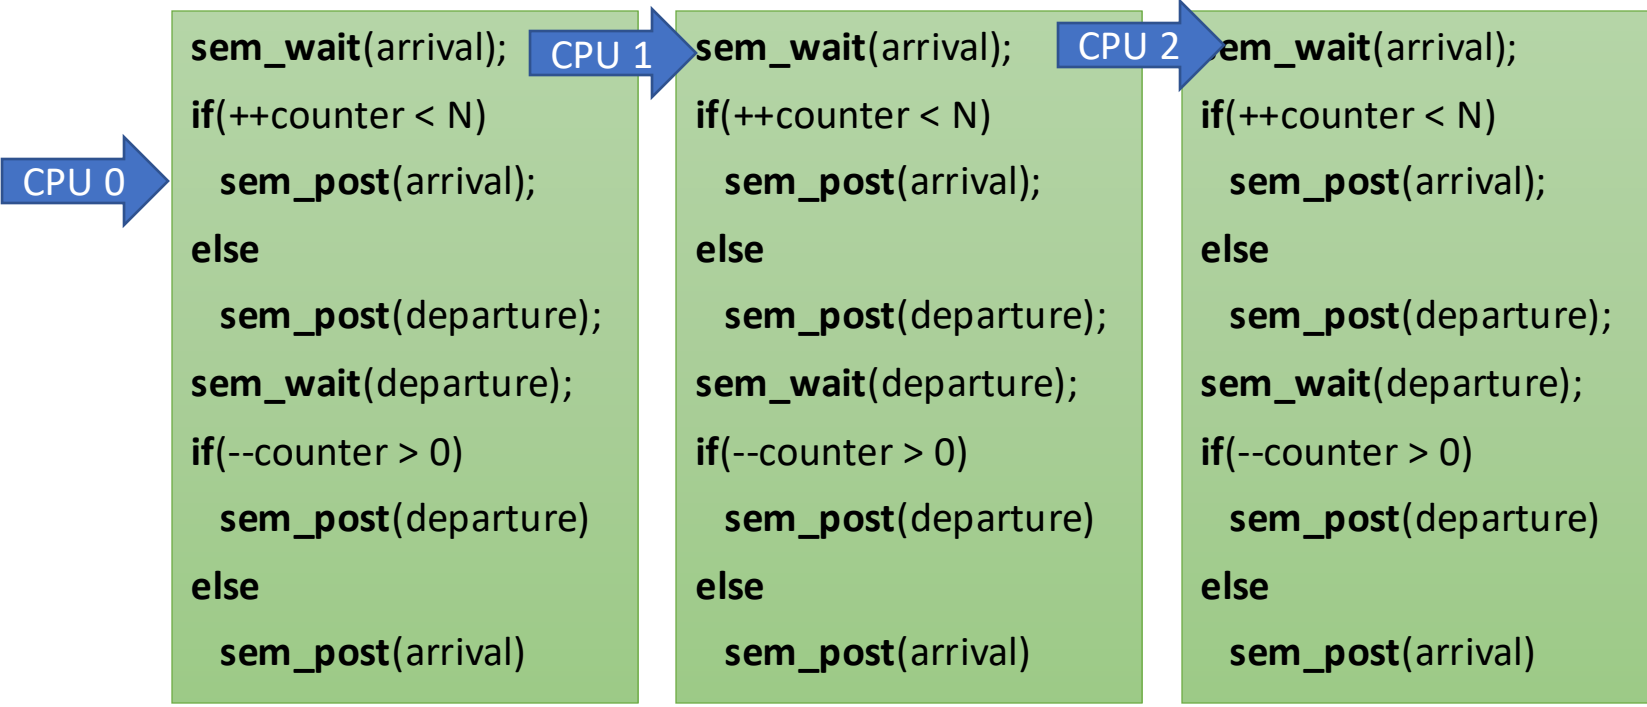 CPU 0
sem_wait(arrival);
if(++counter < N)
sem_post(arrival);
else
sem_post(departure);
sem_wait(departure);
if(--counter > 0)
sem_post(departure)
else
sem_post(arrival)
CPU 1
sem_wait(arrival);
if(++counter < N)
sem_post(arrival);
else
sem_post(departure);
sem_wait(departure);
if(--counter > 0)
sem_post(departure)
else
sem_post(arrival)
CPU 2
sem_wait(arrival);
if(++counter < N)
sem_post(arrival);
else
sem_post(departure);
sem_wait(departure);
if(--counter > 0)
sem_post(departure)
else
sem_post(arrival)